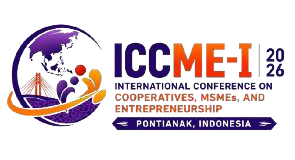 ICCME-I 2026
INTERNATIONAL CONFERENCE ON
COOPERATIVES, MSMEs, AND
ENTREPRENEURSHIP
PONTIANAK, INDONESIA